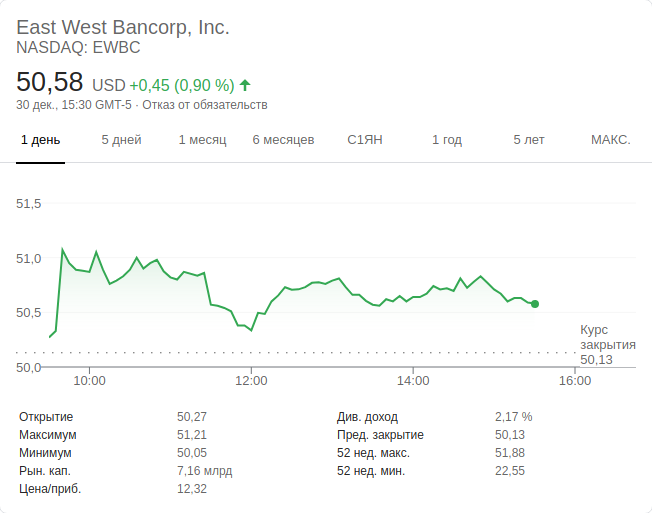 East West Bancorp, Inc.
NASDAQ: EWBC
50,58 USD +0,45 (0,90 %)
30 дек., 15:30 GMT-5 · Отказ от обязательств
1 день 5 дней 1 месяц 6 месяцев С1ЯН 1 год 5 лет МАКС.
51,5
51,0
50,5
Курс
закрытия
50,13
50,0
10:00 12:00 14:00 16:00
Открытие 50,27 Див. доход 2,17 %
Максимум 51,21 Пред. закрытие 50,13
Минимум 50,05 52 нед. макс. 51,88
Рын. кап. 7,16 млрд 52 нед. мин. 22,55
Цена/приб. 12,32